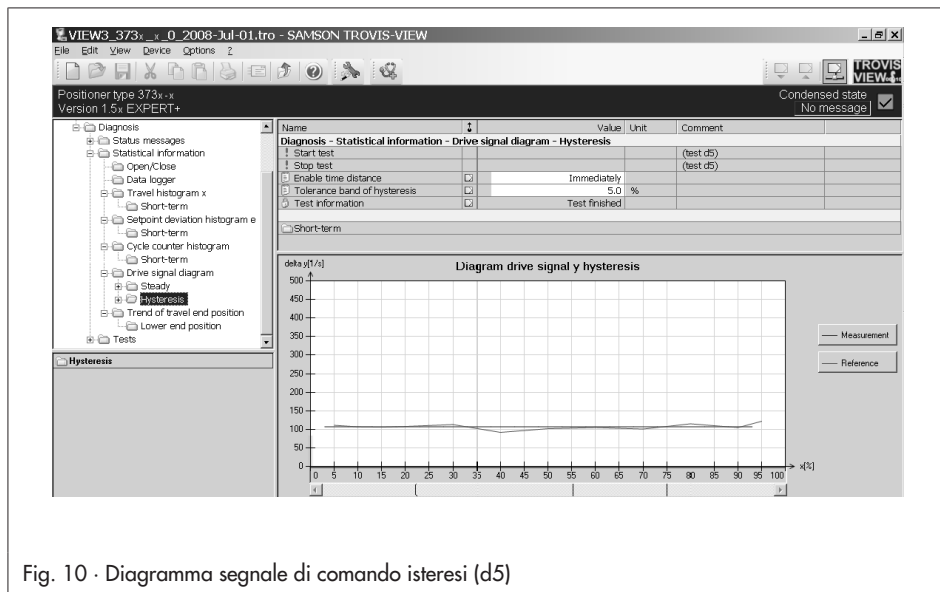 VIEW3_373x_x_0_2008-Jul-01.tro - SAMSON TROVIS-VIEW
File Edit View Device Options ?
TROVIS
VIEW
Positioner type 373x-x
Version 1.5x EXPERT+
Condensed state
No message
Diagnosis
Status messages
Statistical information
Open/Close
Data logger
Travel histogram x
Short-term
Setpoint deviation histogram e
Short-term
Cycle counter histogram
Short-term
Drive signal diagram
Steady
Hysteresis
Trend of travel end position
Lower end position
Tests
Hysteresis
Name Value Unit Comment
Diagnosis - Statistical information - Drive signal diagram - Hysteresis
! Start test (test d5)
! Stop test (test d5)
Enable time distance Immediately
Tolerance band of hysteresis 5.0 %
Test information Test finished
Short-term
delta y[1/s]
Diagram drive signal y hysteresis
500
450
400
350
300
250
200
150
100
50
0
0 5 10 15 20 25 30 35 40 45 50 55 60 65 70 75 80 85 90 95 100
x[%]
Measurement
Reference
Fig. 10 · Diagramma segnale di comando isteresi (d5)